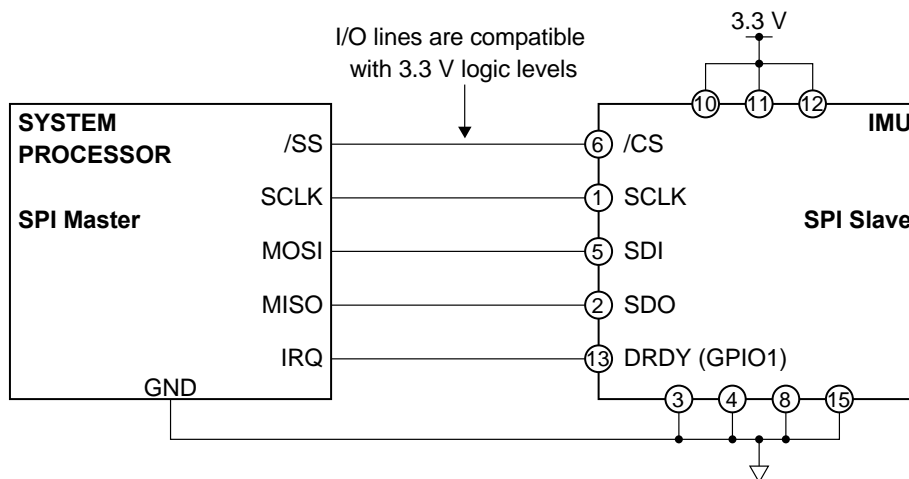 3.3 V
I/O lines are compatible
with 3.3 V logic levels
10 11 12
SYSTEM
PROCESSOR
SPI Master
/SS
SCLK
MOSI
MISO
IRQ
GND
IMU
SPI Slave
6 /CS
1 SCLK
5 SDI
2 SDO
13 DRDY (GPIO1)
3 4 8 15